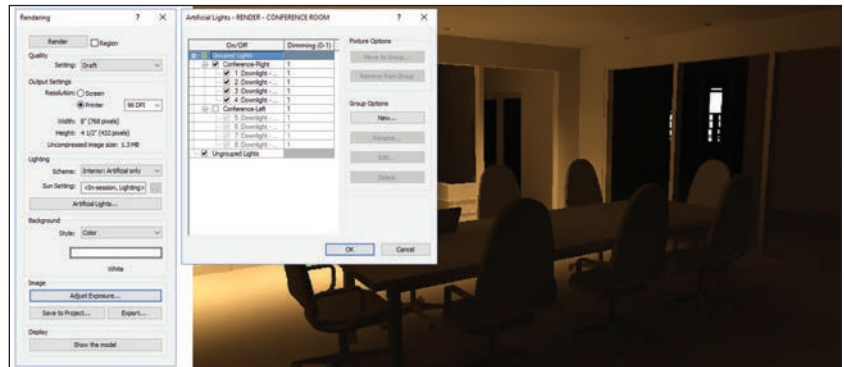 Rendering ? X
Render Region
Quality
Setting: Draft
Output Settings
Resolution: Screen
Printer 96 DPI
Width: 8" (768 pixels)
Height: 4 1/2" (432 pixels)
Uncompressed image size: 1.3 MB
Lighting
Scheme: Interior: Artificial only
Sun Setting: <In-session, Lighting> ...
Artificial Lights...
Background
Style: Color
White
Image
Adjust Exposure...
Save to Project... Export...
Display
Show the model
Artificial Lights - RENDER - CONFERENCE ROOM ? X
On/Off Dimming (0-1)
Grouped Lights
Conference-Right 1
1 Downlight - ... 1
2 Downlight - ... 1
3 Downlight - ... 1
4 Downlight - ... 1
Conference-Left 1
5 Downlight - ... 1
6 Downlight - ... 1
7 Downlight - ... 1
8 Downlight - ... 1
Ungrouped Lights
Fixture Options
Move to Group...
Remove from Group
Group Options
New...
Rename...
Edit...
Delete
OK Cancel